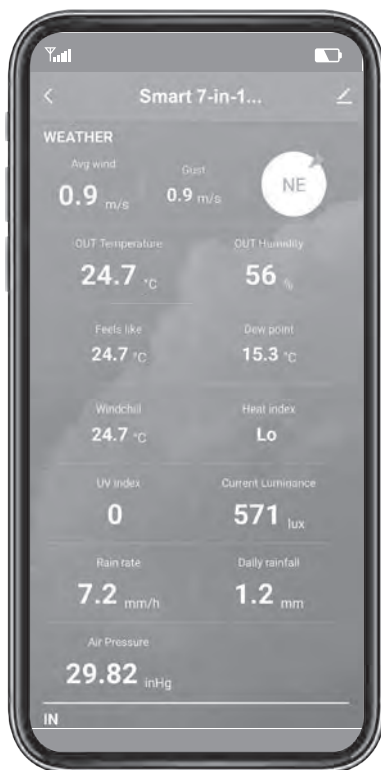 Smart 7-in-1...
WEATHER
Avg wind Gust
0.9 m/s 0.9 m/s NE
OUT Temperature OUT Humidity
24.7 °C 56 %
Feels like Dew point
24.7 °C 15.3 °C
Windchill Heat index
24.7 °C Lo
UV index Current Luminance
0 571 lux
Rain rate Daily rainfall
7.2 mm/h 1.2 mm
Air Pressure
29.82 inHg
IN